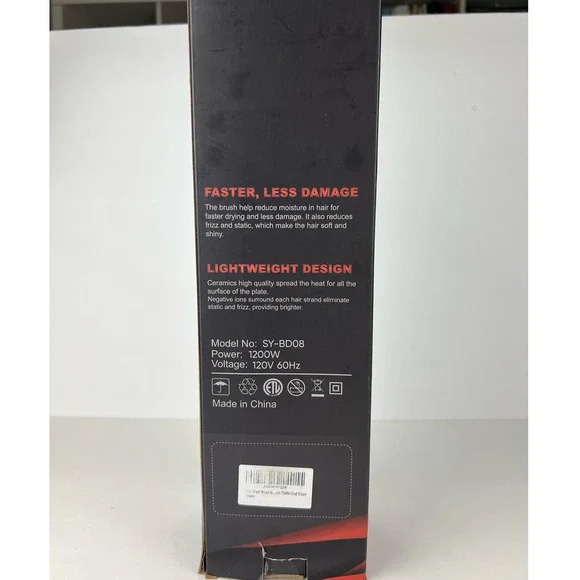 FASTER, LESS DAMAGE
The brush help reduce moisture in hair for
faster drying and less damage. It also reduces
frizz and static, which make the hair soft and
shiny.
LIGHTWEIGHT DESIGN
Ceramics high quality spread the heat for all the
surface of the plate.
Negative ions surround each hair strand eliminate
static and frizz, providing brighter.
Model No: SY-BD08
Power: 1200W
Voltage: 120V 60Hz
ETL
Made in China